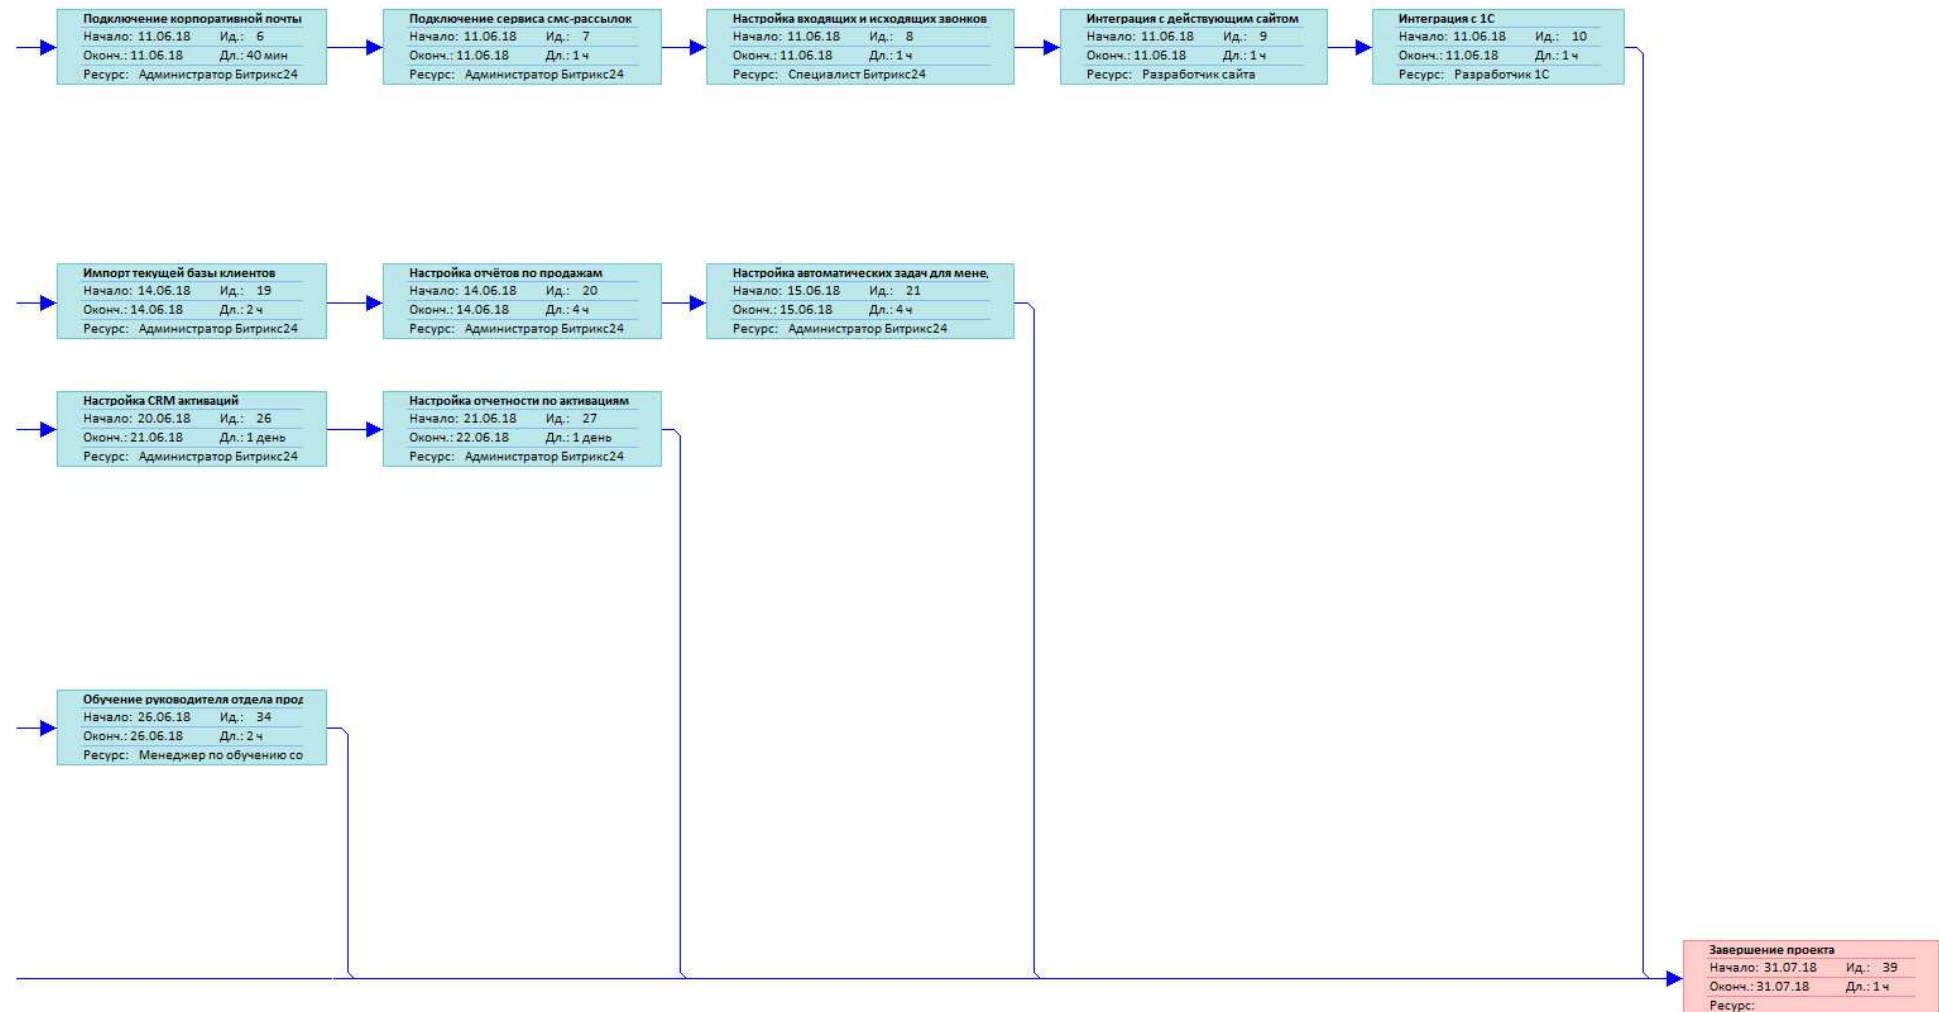 Подключение корпоративной почты
Начало: 11.06.18 Ид.: 6
Оконч.: 11.06.18 Дл.: 40 мин
Ресурс: Администратор Битрикс24
Подключение сервиса смс-рассылок
Начало: 11.06.18 Ид.: 7
Оконч.: 11.06.18 Дл.: 1 ч
Ресурс: Администратор Битрикс24
Настройка входящих и исходящих звонков
Начало: 11.06.18 Ид.: 8
Оконч.: 11.06.18 Дл.: 1 ч
Ресурс: Специалист Битрикс24
Интеграция с действующим сайтом
Начало: 11.06.18 Ид.: 9
Оконч.: 11.06.18 Дл.: 1 ч
Ресурс: Разработчик сайта
Интеграция с 1С
Начало: 11.06.18 Ид.: 10
Оконч.: 11.06.18 Дл.: 1 ч
Ресурс: Разработчик 1С
Импорт текущей базы клиентов
Начало: 14.06.18 Ид.: 19
Оконч.: 14.06.18 Дл.: 2 ч
Ресурс: Администратор Битрикс24
Настройка отчётов по продажам
Начало: 14.06.18 Ид.: 20
Оконч.: 14.06.18 Дл.: 4 ч
Ресурс: Администратор Битрикс24
Настройка автоматических задач для мене
Начало: 15.06.18 Ид.: 21
Оконч.: 15.06.18 Дл.: 4 ч
Ресурс: Администратор Битрикс24
Настройка CRM активаций
Начало: 20.06.18 Ид.: 26
Оконч.: 21.06.18 Дл.: 1 день
Ресурс: Администратор Битрикс24
Настройка отчетности по активациям
Начало: 21.06.18 Ид.: 27
Оконч.: 22.06.18 Дл.: 1 день
Ресурс: Администратор Битрикс24
Обучение руководителя отдела прод
Начало: 26.06.18 Ид.: 34
Оконч.: 26.06.18 Дл.: 2 ч
Ресурс: Менеджер по обучению со
Завершение проекта
Начало: 31.07.18 Ид.: 39
Оконч.: 31.07.18 Дл.: 1 ч
Ресурс: